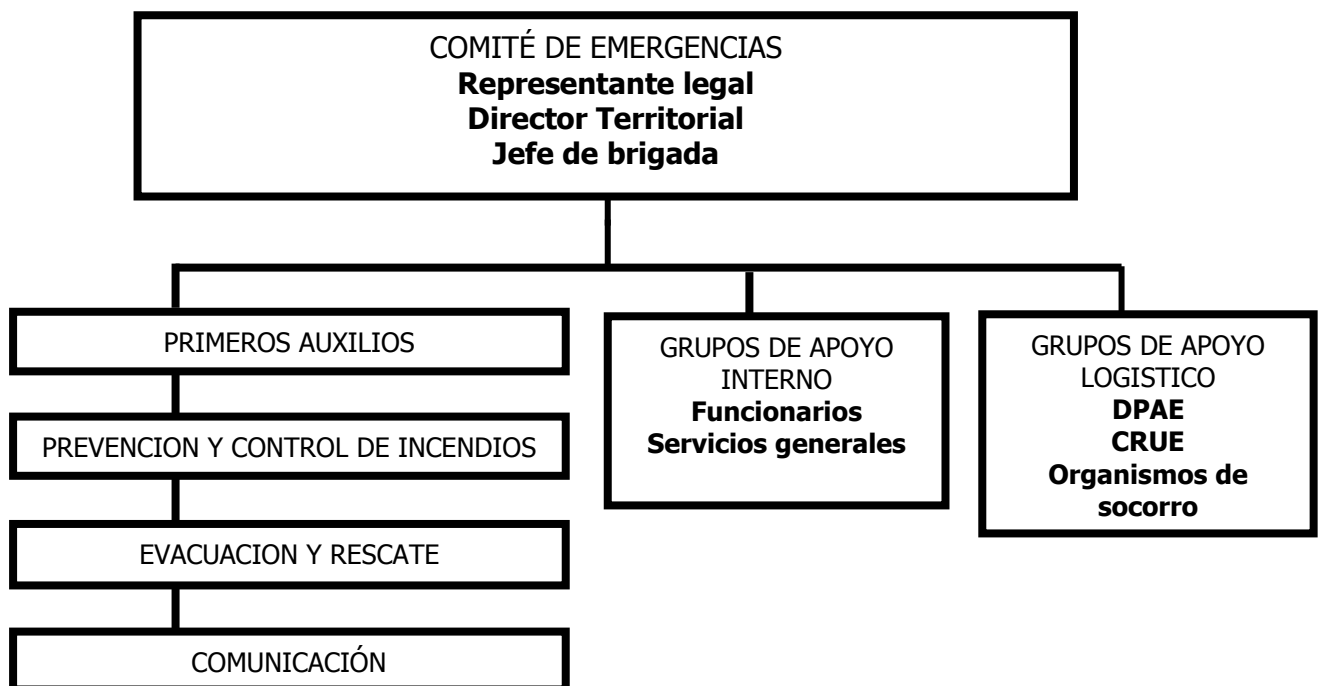 COMITÉ DE EMERGENCIAS
Representante legal
Director Territorial
Jefe de brigada
PRIMEROS AUXILIOS
PREVENCION Y CONTROL DE INCENDIOS
EVACUACION Y RESCATE
COMUNICACIÓN
GRUPOS DE APOYO
INTERNO
Funcionarios
Servicios generales
GRUPOS DE APOYO
LOGISTICO
DPAE
CRUE
Organismos de
socorro